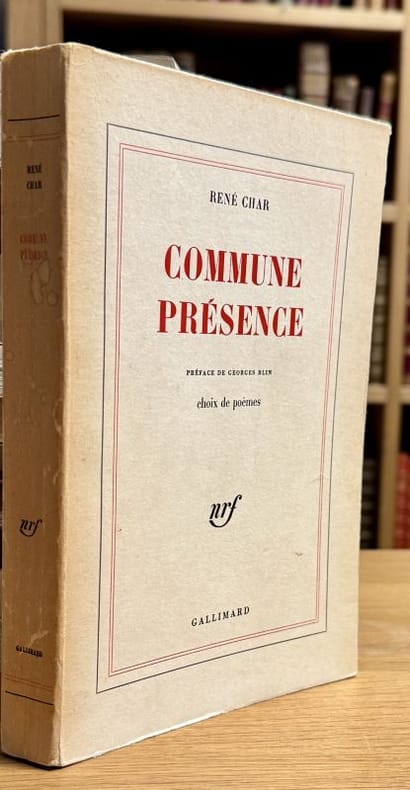 RENÉ
CHAR
COMMUNE
PRÉSENCE
nrf
GALLIMARD
RENÉ CHAR
COMMUNE
PRÉSENCE
PRÉFACE DE GEORGES BLIN
choix de poèmes
nrf
GALLIMARD